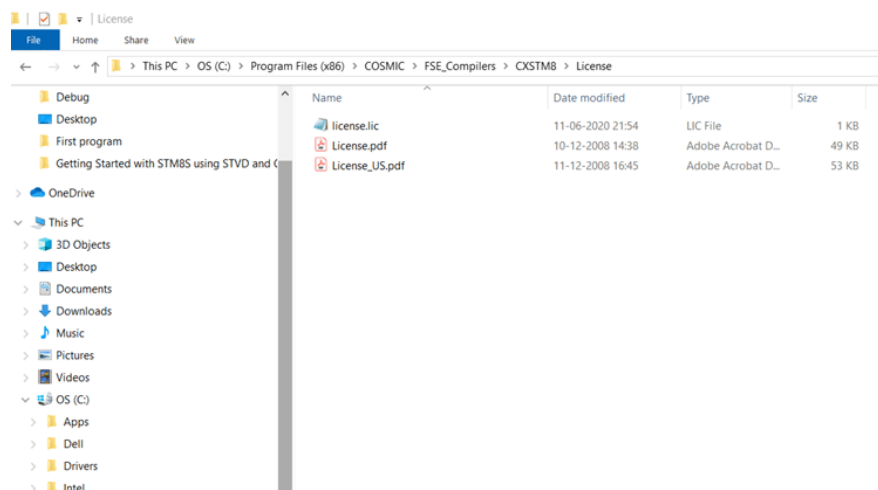 License
File Home Share View
This PC > OS (C:) > Program Files (x86) > COSMIC > FSE_Compilers > CXSTM8 > License
Name Date modified Type Size
license.lic 11-06-2020 21:54 LIC File 1 KB
License.pdf 10-12-2008 14:38 Adobe Acrobat D... 49 KB
License_US.pdf 11-12-2008 16:45 Adobe Acrobat D... 53 KB
Debug
Desktop
First program
Getting Started with STM8S using STVD and C
OneDrive
This PC
3D Objects
Desktop
Documents
Downloads
Music
Pictures
Videos
OS (C:)
Apps
Dell
Drivers
Intel